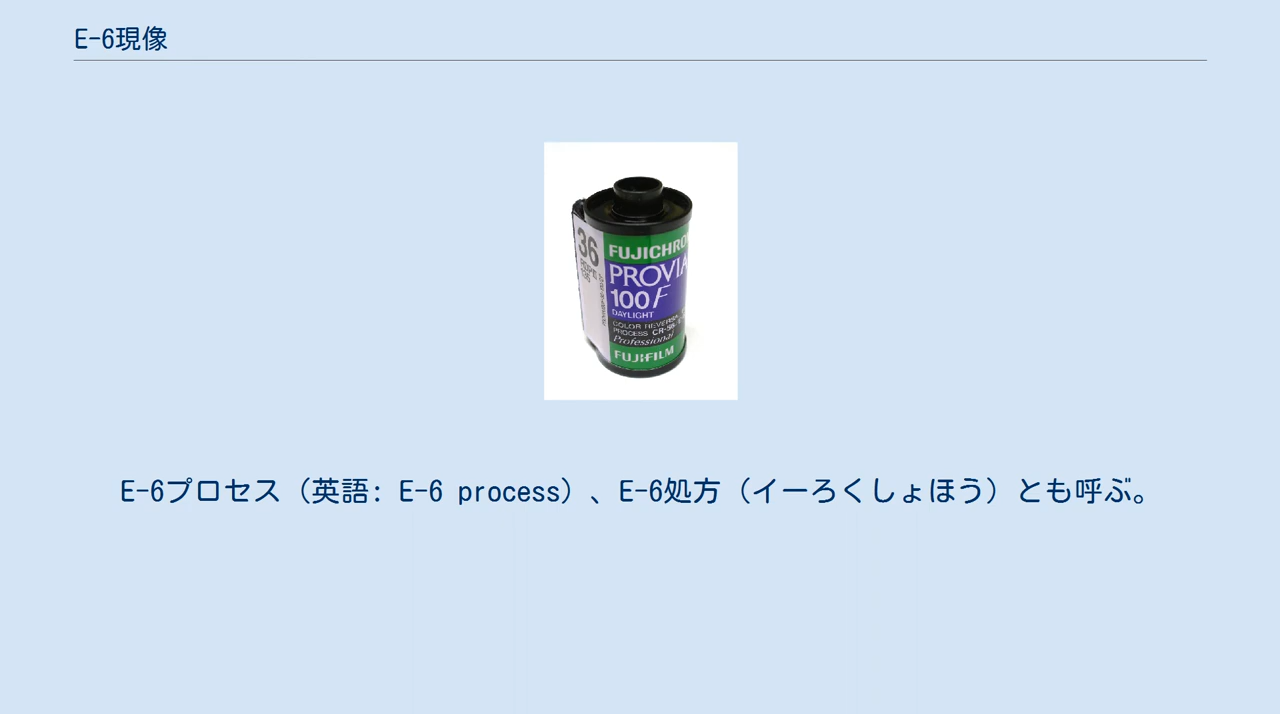 E-6現像
36
FUJICHRO
PROVIA
100F
DAYLIGHT
COLOR REVERSA
PROCESS CR-56
Professional
FUJIFILM
E-6プロセス（英語: E-6 process）、E-6処方（イーろくしょほう）とも呼ぶ。